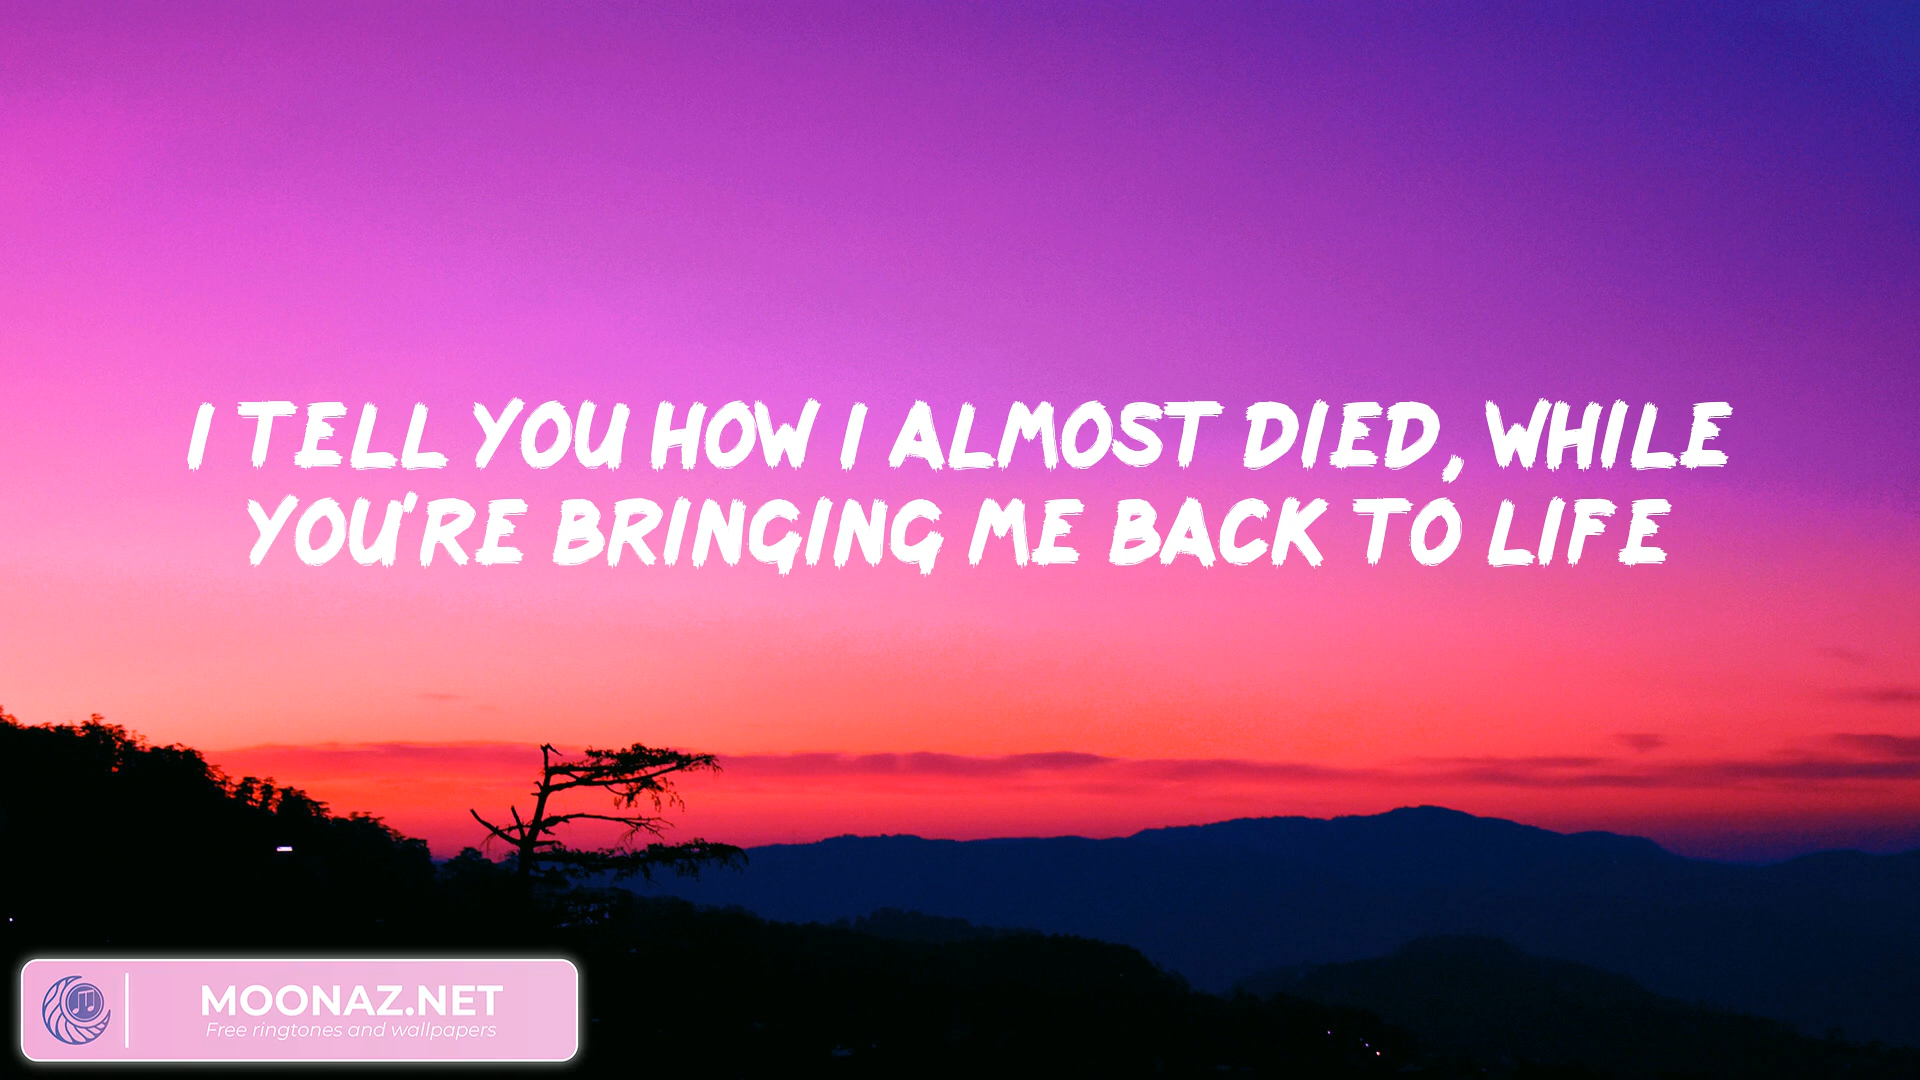 I TELL YOU HOW I ALMOST DIED, WHILE
YOU'RE BRINGING ME BACK TO LIFE
MOONAZ.NET
Free ringtones and wallpapers